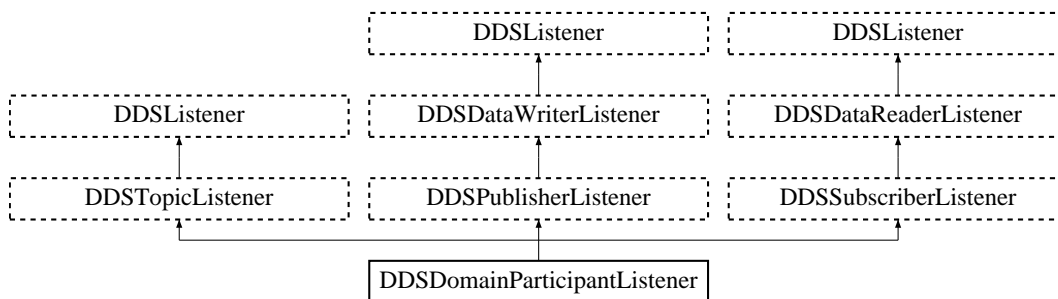 DDSListener
DDSListener
DDSListener
DDSDataWriterListener
DDSDataReaderListener
DDSTopicListener
DDSPublisherListener
DDSSubscriberListener
DDSDomainParticipantListener